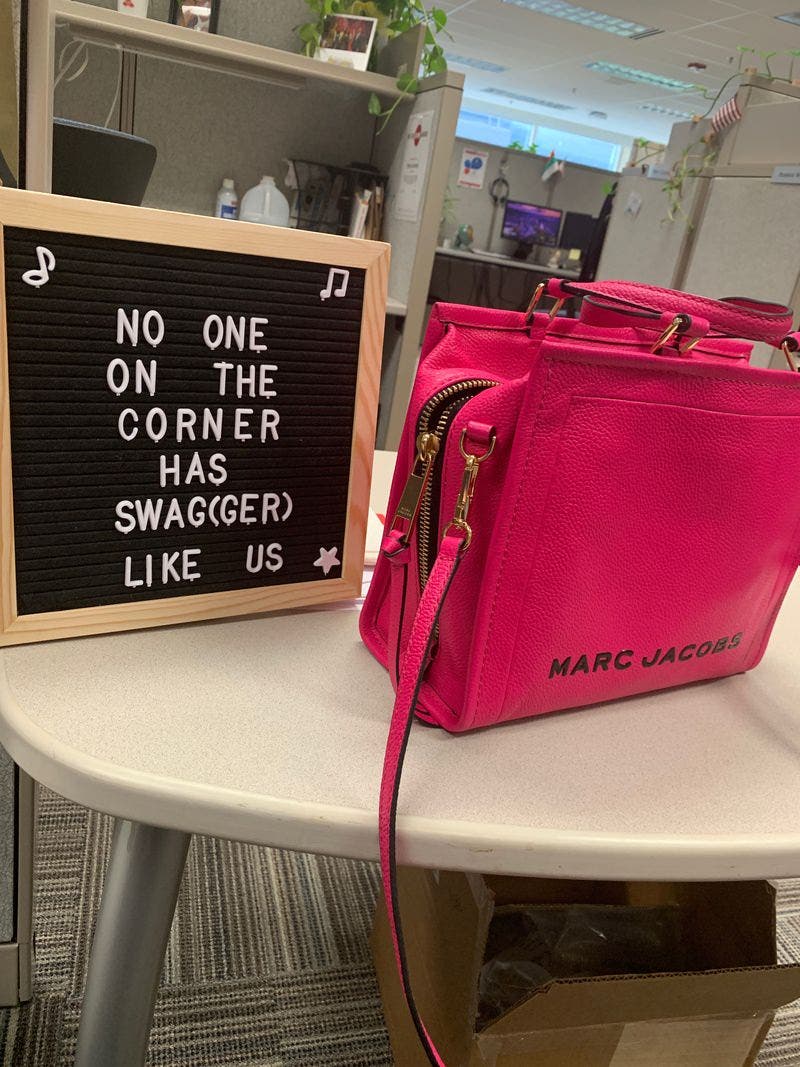 NO ONE
ON THE
CORNER
HAS
SWAG(GER)
LIKE US
MARC JACOBS